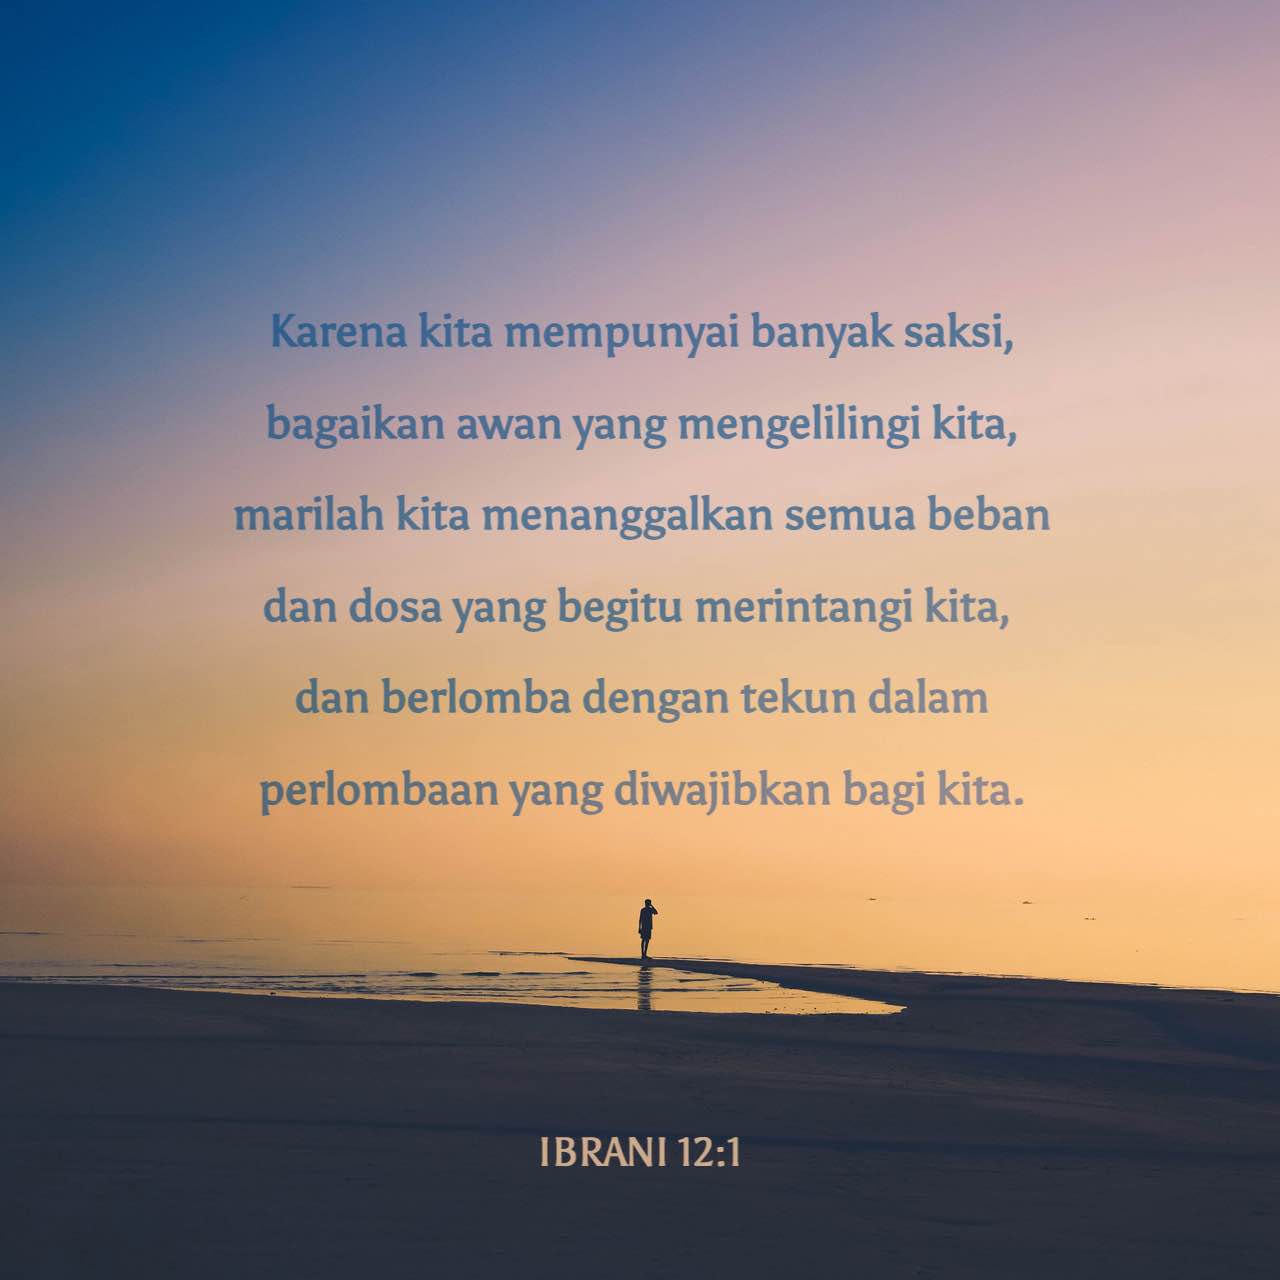 Karena kita mempunyai banyak saksi,
bagaikan awan yang mengelilingi kita,
marilah kita menanggalkan semua beban
dan dosa yang begitu merintangi kita,
dan berlomba dengan tekun dalam
perlombaan yang diwajibkan bagi kita.
IBRANI 12:1